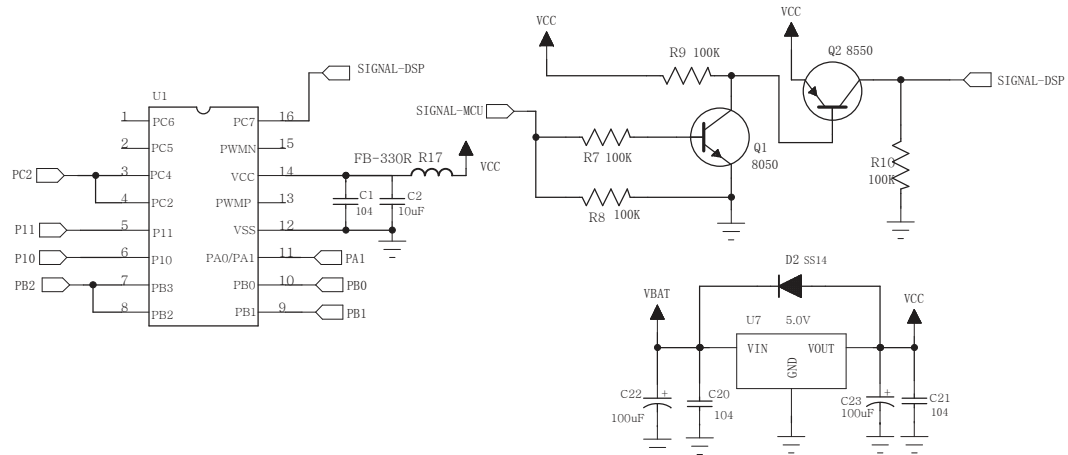 VCC
VCC
Q2 8550
R9 100K
SIGNAL-DSP
SIGNAL-DSP
U1
SIGNAL-MCU
1 PC6 PC7 16
2 PC5 PWMN 15
Q1
8050
R7 100K
FB-330R R17
VCC
R10
100K
PC2 3 PC4 VCC 14
C1
104
C2
10uF
4 PC2 PWMP 13
R8 100K
P11 5 P11 VSS 12
P10 6 P10 PA0/PA1 11 PA1
D2 SS14
PB2 7 PB3 PB0 10 PB0
8 PB2 PB1 9 PB1
VBAT
VCC
U7 5.0V
VIN VOUT
GND
C22 +
100uF
C20
104
C23 +
100uF
C21
104